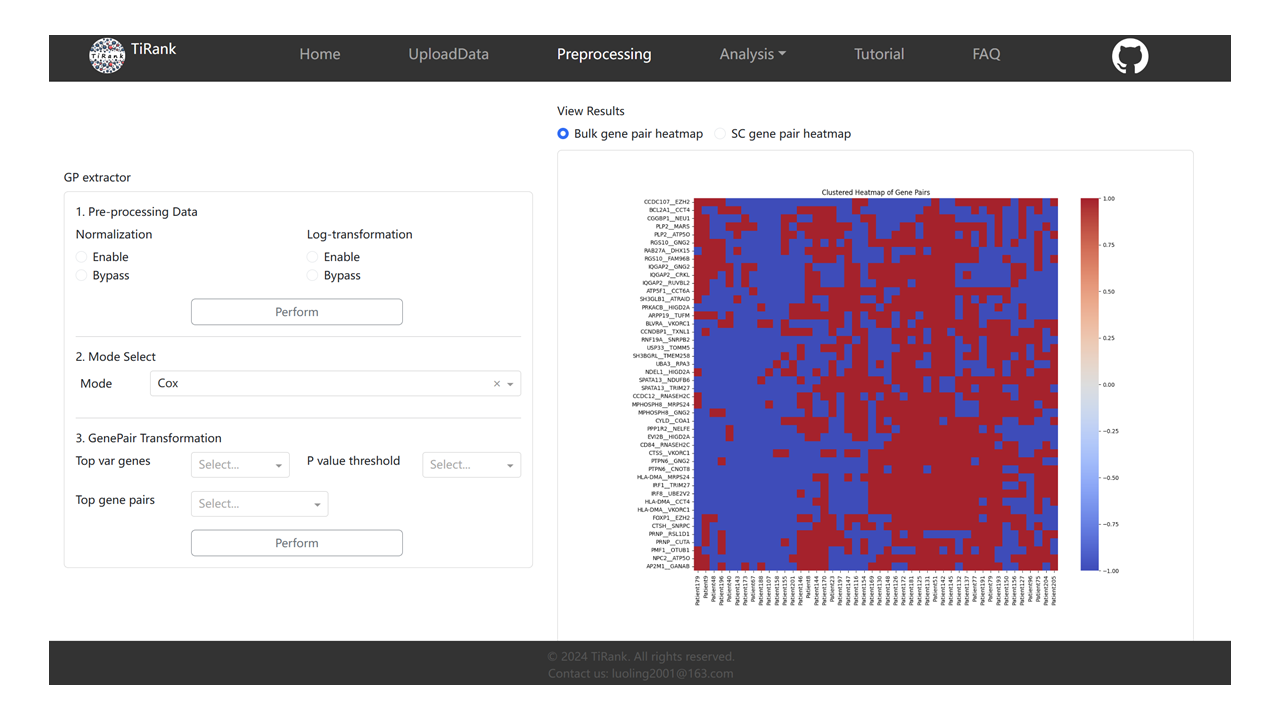 TiRank
TiRank
Home
UploadData
Preprocessing
Analysis
Tutorial
FAQ
View Results
Bulk gene pair heatmap
SC gene pair heatmap
GP extractor
1. Pre-processing Data
Normalization
Log-transformation
Enable
Enable
Bypass
Bypass
Perform
2. Mode Select
Mode
Cox
×
3. GenePair Transformation
Top var genes
Select...
P value threshold
Select...
Top gene pairs
Select...
Perform
Clustered Heatmap of Gene Pairs
CCDC107__EZH2
BCL2A1__CCT4
CGGBP1__NEU1
PLP2__MARS
PLP2__ATP5O
RGS10__GNG2
RAB27A__DHX15
RGS10__FAM96B
IQGAP2__GNG2
IQGAP2__CRKL
IQGAP2__RUVBL2
ATP5F1__CCT6A
SH3GLB1__ATRAID
PRKACB__HIGD2A
ARPP19__TUFM
BLVRA__VKORC1
CCNDBP1__TXNL1
RNF19A__SNRPB2
USP33__TOMM5
SH3BGRL__TMEM258
UBA3__RPA3
NDEL1__HIGD2A
SPATA13__NDUFB6
SPATA13__TRIM27
CCDC12__RNASEH2C
MPHOSPH8__MRPS24
MPHOSPH8__GNG2
CYLD__COA1
PPP1R2__NELFE
EVI2B__HIGD2A
CD84__RNASEH2C
CTSS__VKORC1
PTPN6__GNG2
PTPN6__CNOT8
HLA-DMA__MRPS24
IRF1__TRIM27
IRF8__UBE2V2
HLA-DMA__CCT4
HLA-DMA__VKORC1
FOXP1__EZH2
CTSH__SNRPC
PRNP__RSL1D1
PRNP__CUTA
PMF1__OTUB1
NPC2__ATP5O
AP2M1__GANAB
Patient179
Patient9
Patient48
Patient196
Patient40
Patient143
Patient173
Patient67
Patient188
Patient107
Patient158
Patient155
Patient201
Patient146
Patient8
Patient144
Patient170
Patient23
Patient197
Patient147
Patient116
Patient154
Patient169
Patient130
Patient148
Patient126
Patient172
Patient181
Patient125
Patient131
Patient51
Patient142
Patient145
Patient132
Patient137
Patient77
Patient191
Patient79
Patient193
Patient150
Patient156
Patient127
Patient96
Patient75
Patient204
Patient205
1.00
0.75
0.50
0.25
0.00
−0.25
−0.50
−0.75
−1.00
© 2024 TiRank. All rights reserved.
Contact us: luoling2001@163.com